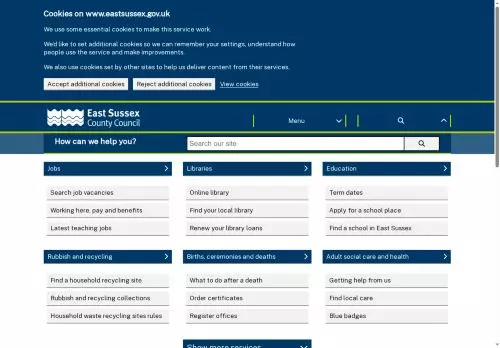 Cookies on www.eastsussex.gov.uk
We use some essential cookies to make this service work.
We'd like to set additional cookies so we can remember your settings, understand how
people use the service and make improvements.
We also use cookies set by other sites to help us deliver content from their services.
Accept additional cookies Reject additional cookies View cookies
East Sussex
County Council
Menu
How can we help you?
Search our site
Jobs Libraries Education
Search job vacancies Online library Term dates
Working here, pay and benefits Find your local library Apply for a school place
Latest teaching jobs Renew your library loans Find a school in East Sussex
Rubbish and recycling Births, ceremonies and deaths Adult social care and health
Find a household recycling site What to do after a death Getting help from us
Rubbish and recycling collections Order certificates Find local care
Household waste recycling sites rules Register offices Blue badges
Show more services